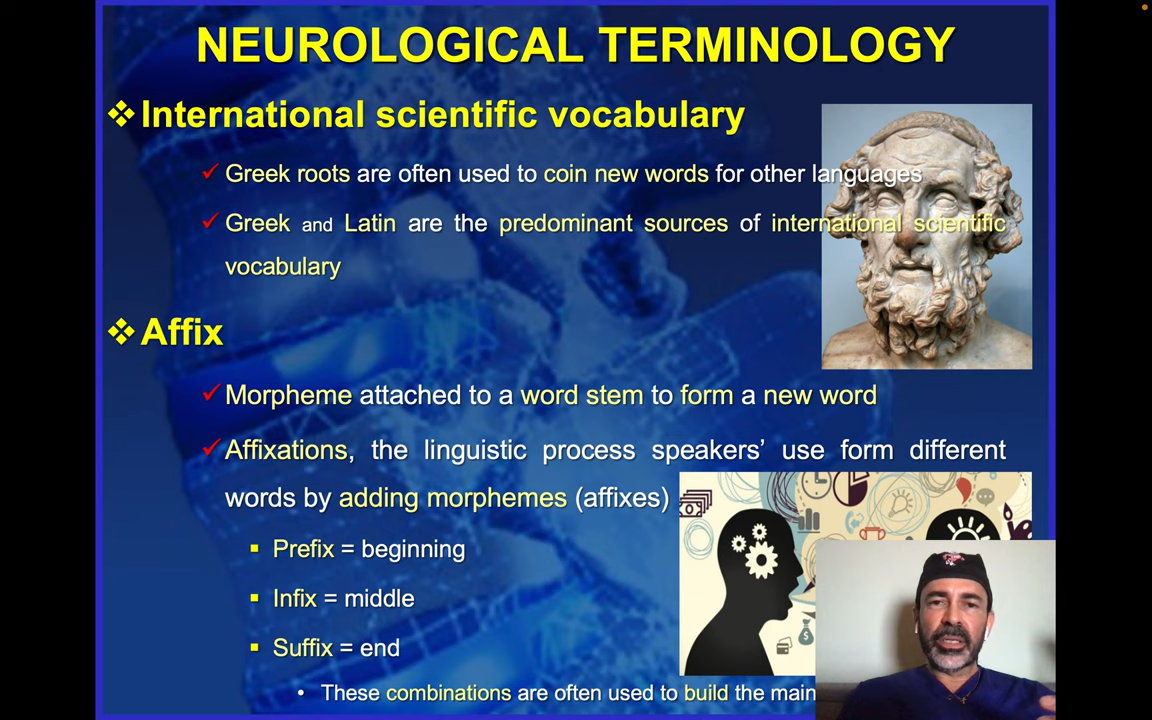 NEUROLOGICAL TERMINOLOGY
❖ International scientific vocabulary
✓ Greek roots are often used to coin new words for other languages
✓ Greek and Latin are the predominant sources of international scientific
vocabulary
❖ Affix
✓ Morpheme attached to a word stem to form a new word
✓ Affixations, the linguistic process speakers’ use form different
words by adding morphemes (affixes)
▪ Prefix = beginning
▪ Infix = middle
▪ Suffix = end
• These combinations are often used to build the main